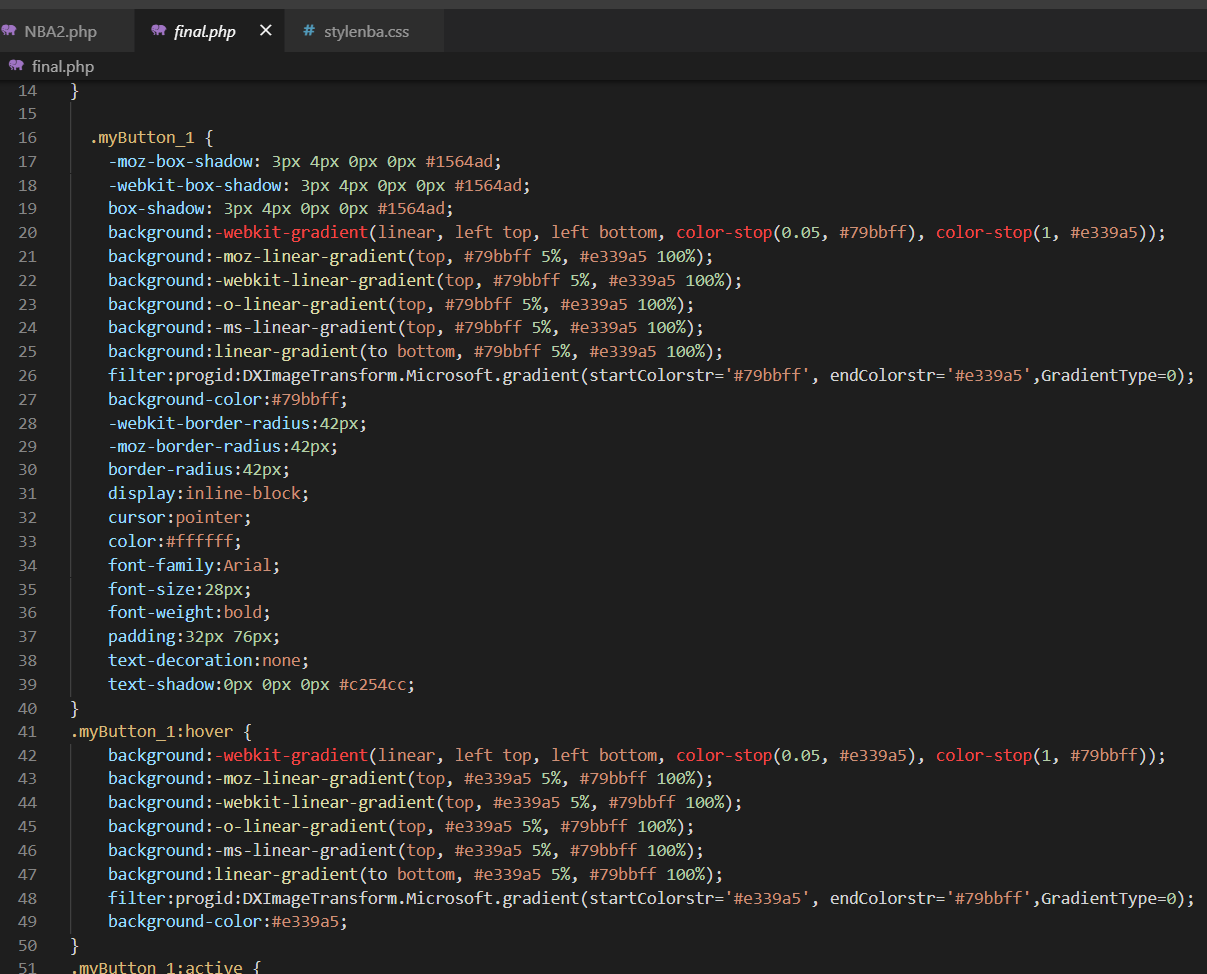 NBA2.php final.php × # stylenba.css
final.php
14 }
15
16 .myButton_1 {
17 -moz-box-shadow: 3px 4px 0px 0px #1564ad;
18 -webkit-box-shadow: 3px 4px 0px 0px #1564ad;
19 box-shadow: 3px 4px 0px 0px #1564ad;
20 background:-webkit-gradient(linear, left top, left bottom, color-stop(0.05, #79bbff), color-stop(1, #e339a5));
21 background:-moz-linear-gradient(top, #79bbff 5%, #e339a5 100%);
22 background:-webkit-linear-gradient(top, #79bbff 5%, #e339a5 100%);
23 background:-o-linear-gradient(top, #79bbff 5%, #e339a5 100%);
24 background:-ms-linear-gradient(top, #79bbff 5%, #e339a5 100%);
25 background:linear-gradient(to bottom, #79bbff 5%, #e339a5 100%);
26 filter:progid:DXImageTransform.Microsoft.gradient(startColorstr='#79bbff', endColorstr='#e339a5',GradientType=0);
27 background-color:#79bbff;
28 -webkit-border-radius:42px;
29 -moz-border-radius:42px;
30 border-radius:42px;
31 display:inline-block;
32 cursor:pointer;
33 color:#ffffff;
34 font-family:Arial;
35 font-size:28px;
36 font-weight:bold;
37 padding:32px 76px;
38 text-decoration:none;
39 text-shadow:0px 0px 0px #c254cc;
40 }
41 .myButton_1:hover {
42 background:-webkit-gradient(linear, left top, left bottom, color-stop(0.05, #e339a5), color-stop(1, #79bbff));
43 background:-moz-linear-gradient(top, #e339a5 5%, #79bbff 100%);
44 background:-webkit-linear-gradient(top, #e339a5 5%, #79bbff 100%);
45 background:-o-linear-gradient(top, #e339a5 5%, #79bbff 100%);
46 background:-ms-linear-gradient(top, #e339a5 5%, #79bbff 100%);
47 background:linear-gradient(to bottom, #e339a5 5%, #79bbff 100%);
48 filter:progid:DXImageTransform.Microsoft.gradient(startColorstr='#e339a5', endColorstr='#79bbff',GradientType=0);
49 background-color:#e339a5;
50 }
51 .myButton_1:active {